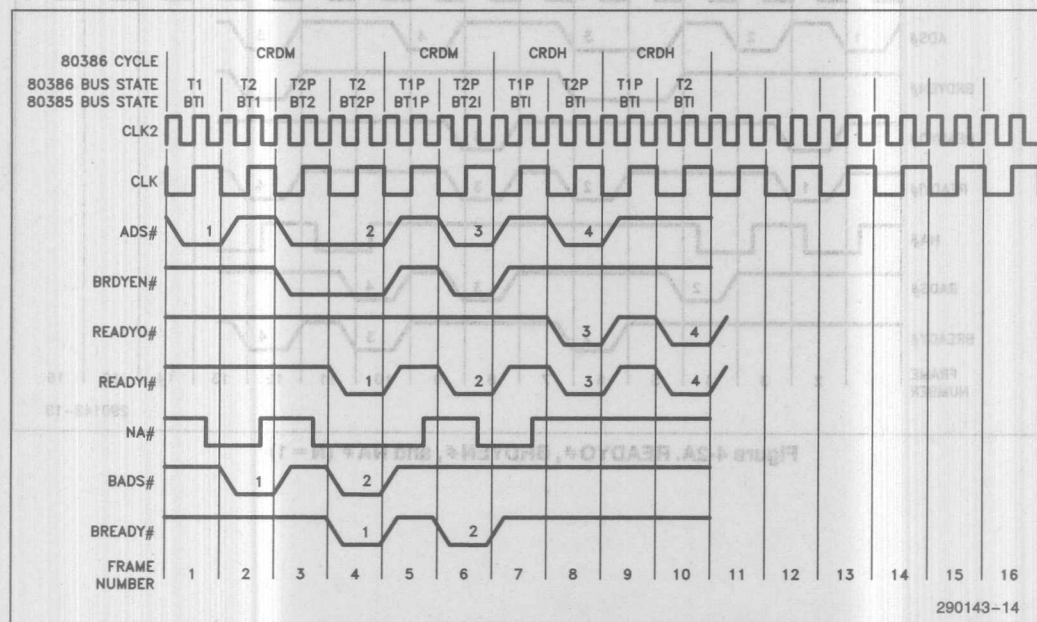 CRDM CRDM CRDH CRDH
80386 CYCLE
80386 BUS STATE T1 T2 T2P T2 T1P T2P T1P T2P T1P T2
80385 BUS STATE BTI BT1 BT2 BT2P BT1P BT2I BTI BTI BTI BTI
CLK2
CLK
ADS# 1 2 3 4
BRDYEN#
READYO# 3 4
READYI# 1 2 3 4
NA#
BADS# 1 2
BREADY# 1 2
FRAME
NUMBER 1 2 3 4 5 6 7 8 9 10 11 12 13 14 15 16
290143-14